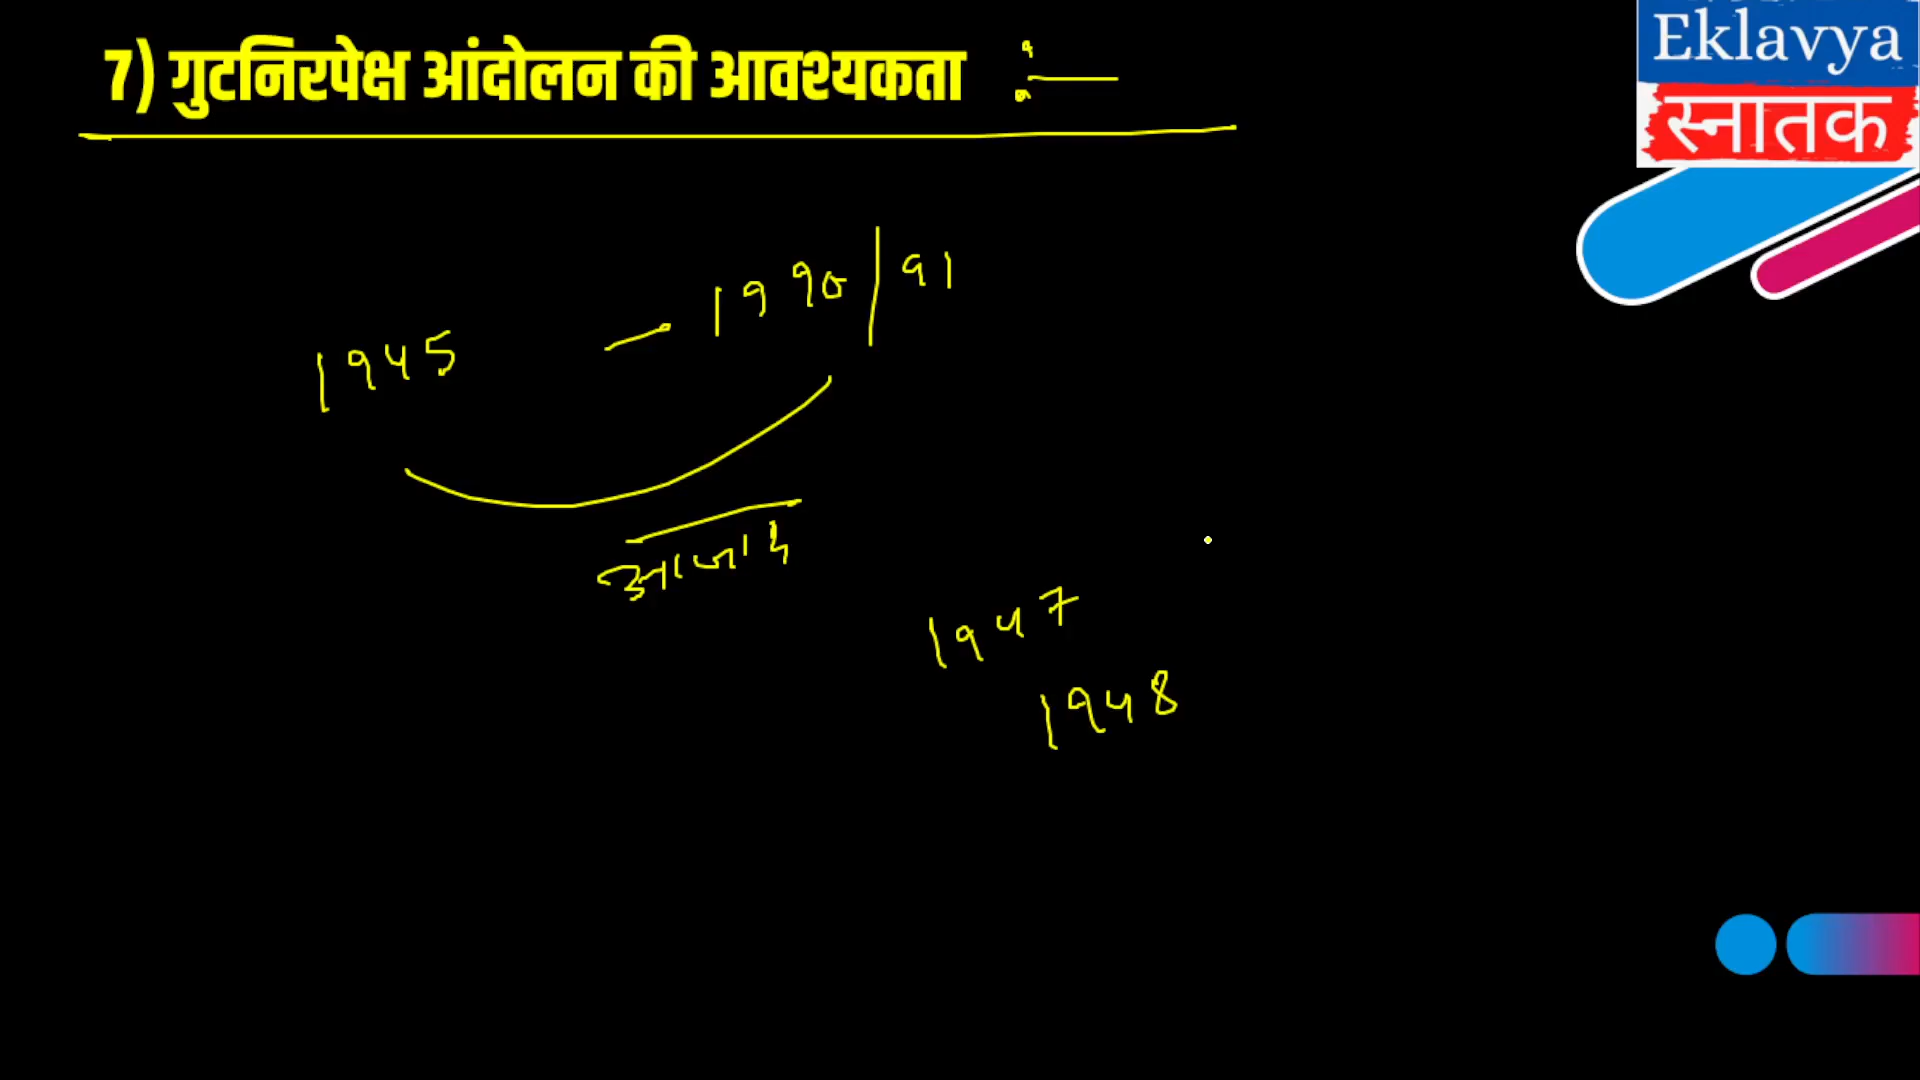 7) गुटनिरपेक्ष आंदोलन की आवश्यकता :—
Eklavya
स्नातक
1945 — 1990/91
आजाद
1947
1948